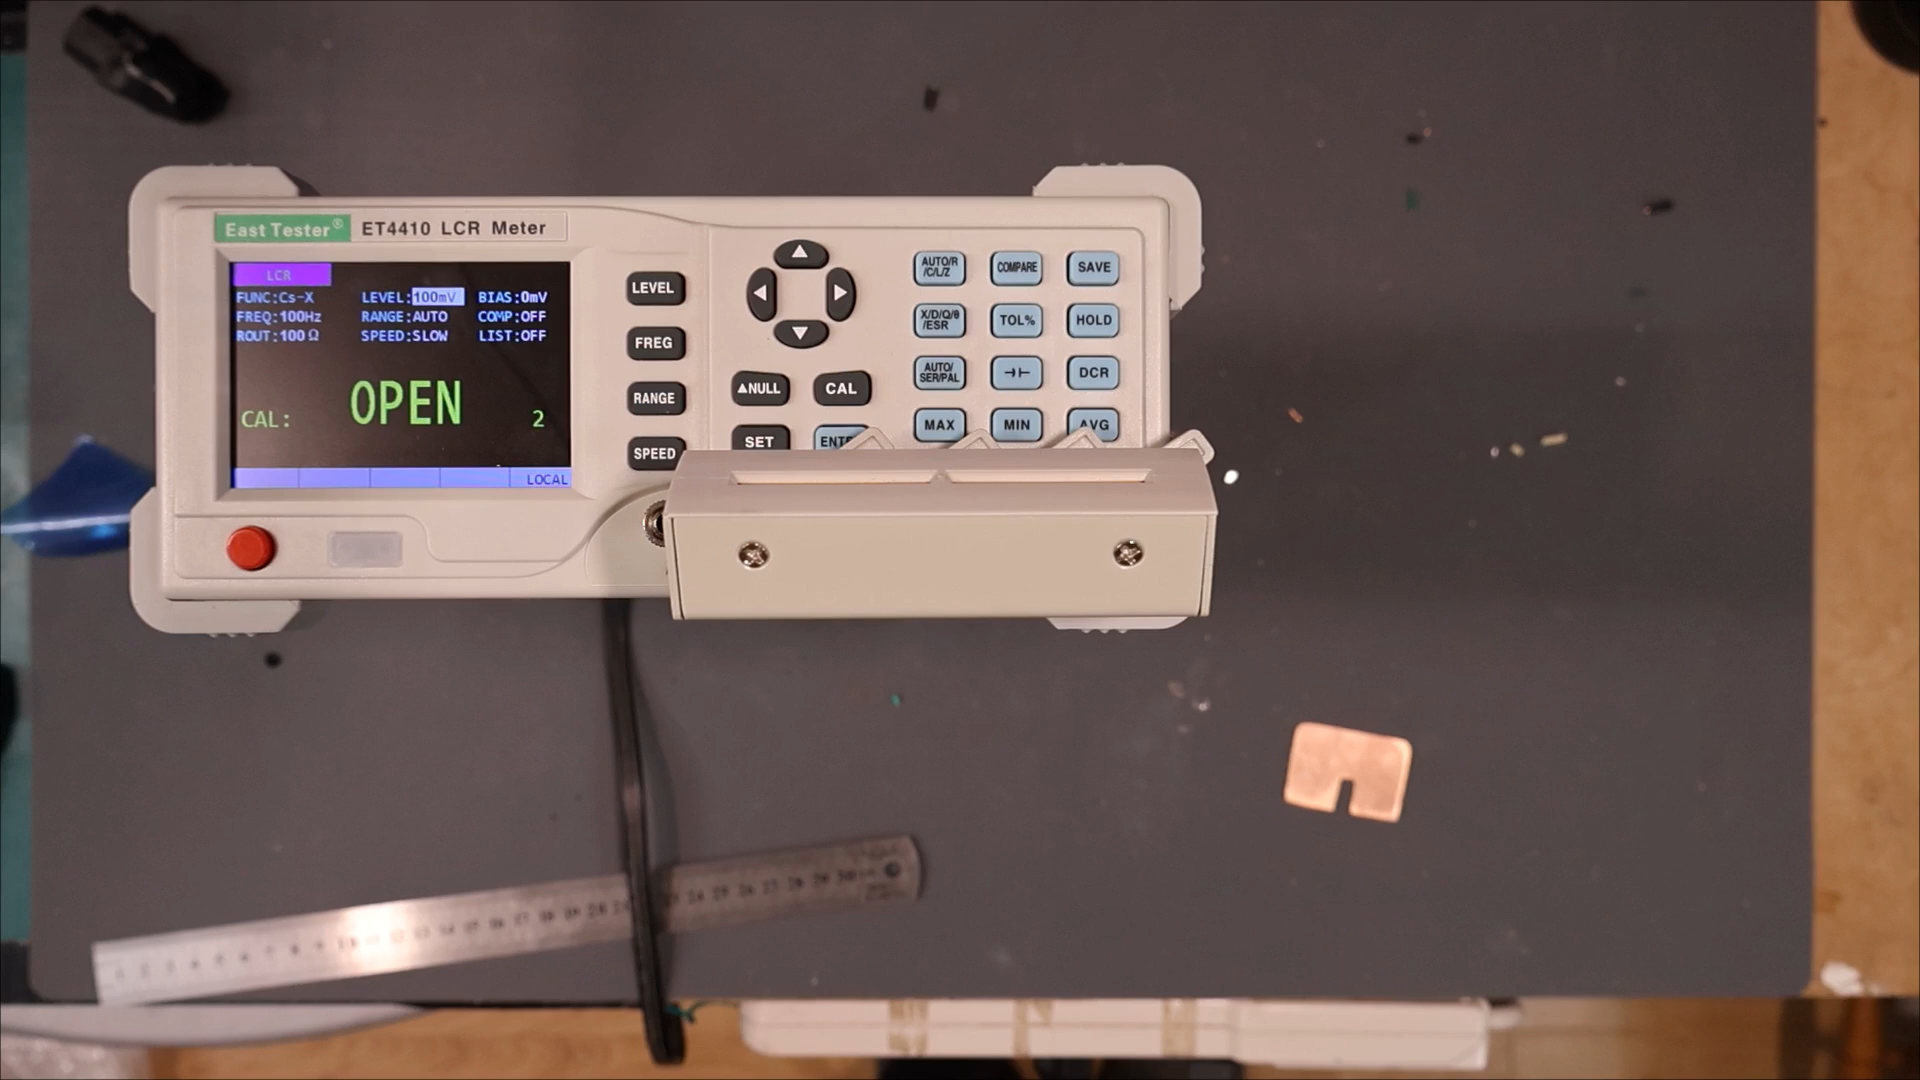 East Tester® ET4410 LCR Meter
LCR
FUNC:Cs-X LEVEL:100mV BIAS:0mV
FREQ:100Hz RANGE:AUTO COMP:OFF
ROUT:100Ω SPEED:SLOW LIST:OFF
CAL: OPEN 2
LOCAL
LEVEL
FREQ
RANGE
SPEED
▲NULL
CAL
SET
AUTO/R
/C/L/Z
COMPARE
SAVE
X/D/Q/θ
/ESR
TOL%
HOLD
AUTO/
SER/PAL
DCR
MAX
MIN
AVG